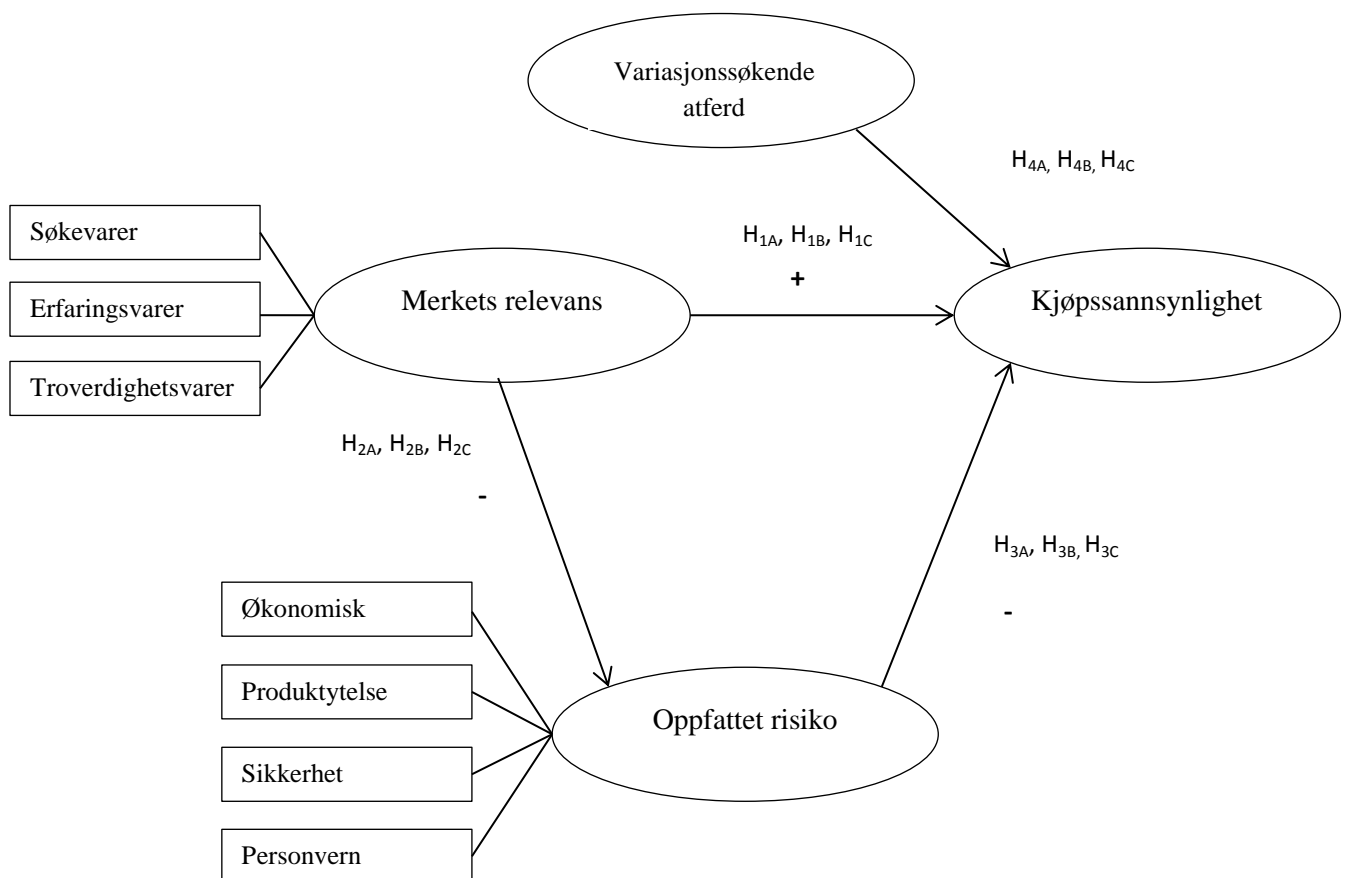 Variasjonssøkende
atferd
H4A, H4B, H4C
Søkevarer
Erfaringsvarer
Troverdighetsvarer
Merkets relevans
H1A, H1B, H1C
+
Kjøpssannsynlighet
H2A, H2B, H2C
-
H3A, H3B, H3C
-
Økonomisk
Produktytelse
Sikkerhet
Personvern
Oppfattet risiko